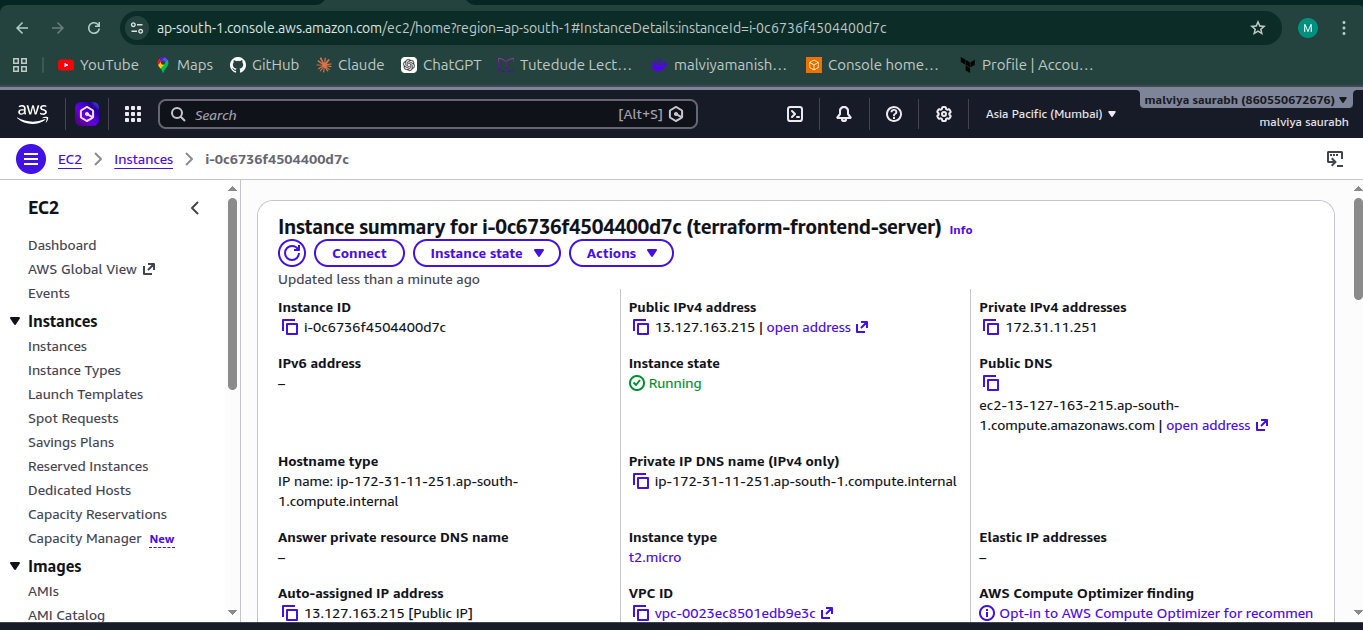 ap-south-1.console.aws.amazon.com/ec2/home?region=ap-south-1#InstanceDetails:instanceId=i-0c6736f4504400d7c
M
YouTube
Maps
GitHub
Claude
ChatGPT
Tutedude Lect...
malviyamanish...
Console home...
Profile | Accou...
aws
Search
[Alt+S]
Asia Pacific (Mumbai)
malviya saurabh (860550672676)
malviya saurabh
EC2
Instances
i-0c6736f4504400d7c
EC2
Dashboard
AWS Global View
Events
Instances
Instances
Instance Types
Launch Templates
Spot Requests
Savings Plans
Reserved Instances
Dedicated Hosts
Capacity Reservations
Capacity Manager New
Images
AMIs
AMI Catalog
Instance summary for i-0c6736f4504400d7c (terraform-frontend-server) Info
Connect
Instance state
Actions
Updated less than a minute ago
Instance ID
i-0c6736f4504400d7c
Public IPv4 address
13.127.163.215 | open address
Private IPv4 addresses
172.31.11.251
IPv6 address
–
Instance state
Running
Public DNS
ec2-13-127-163-215.ap-south-
1.compute.amazonaws.com | open address
Hostname type
IP name: ip-172-31-11-251.ap-south-
1.compute.internal
Private IP DNS name (IPv4 only)
ip-172-31-11-251.ap-south-1.compute.internal
Answer private resource DNS name
–
Instance type
t2.micro
Elastic IP addresses
–
Auto-assigned IP address
13.127.163.215 [Public IP]
VPC ID
vpc-0023ec8501edb9e3c
AWS Compute Optimizer finding
Opt-in to AWS Compute Optimizer for recommen